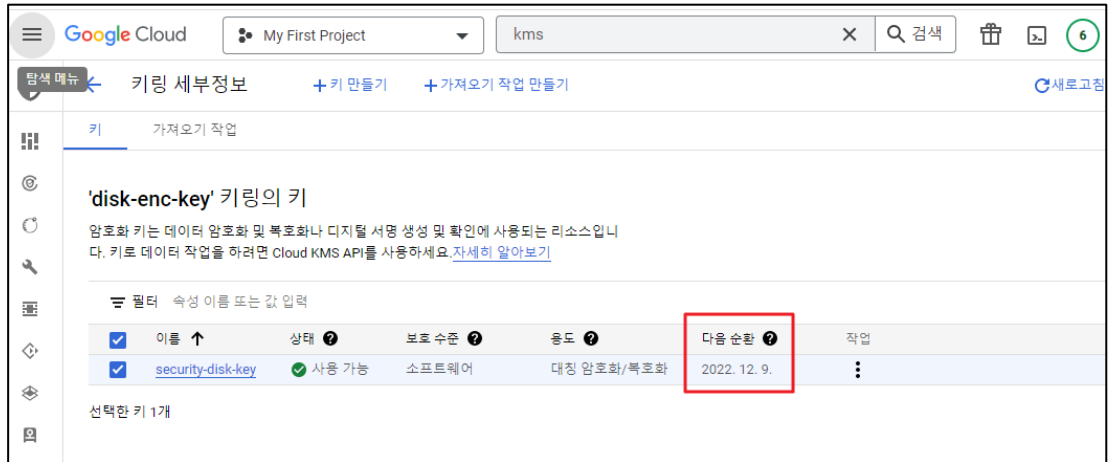 Google Cloud My First Project kms 검색 6
탐색 메뉴 키링 세부정보 키 만들기 가져오기 작업 만들기 새로고침
키 가져오기 작업
'disk-enc-key' 키링의 키
암호화 키는 데이터 암호화 및 복호화나 디지털 서명 생성 및 확인에 사용되는 리소스입니
다. 키로 데이터 작업을 하려면 Cloud KMS API를 사용하세요.자세히 알아보기
필터 속성 이름 또는 값 입력
이름 상태 보호 수준 용도 다음 순환 작업
security-disk-key 사용 가능 소프트웨어 대칭 암호화/복호화 2022. 12. 9.
선택한 키 1개